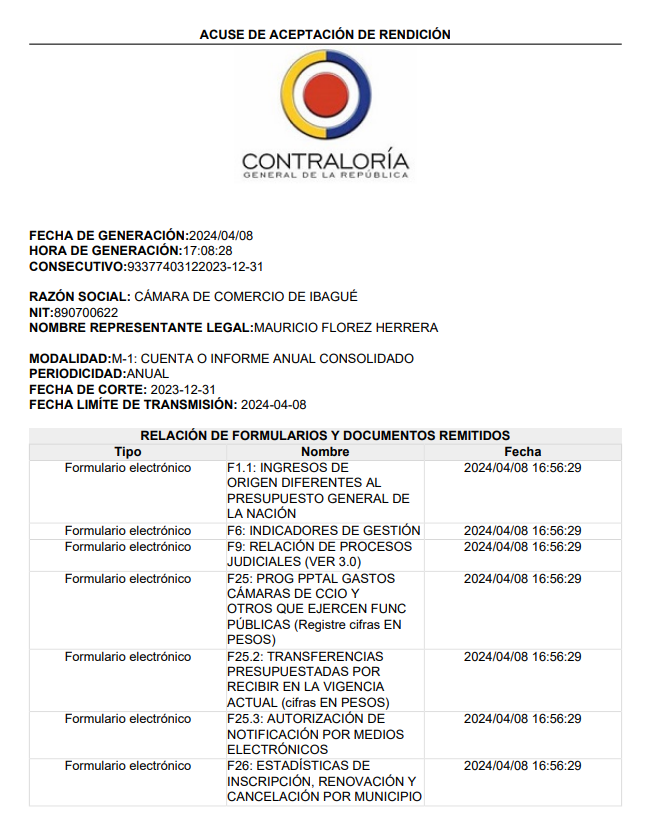 ACUSE DE ACEPTACIÓN DE RENDICIÓN
CONTRALORÍA
GENERAL DE LA REPÚBLICA
FECHA DE GENERACIÓN:2024/04/08
HORA DE GENERACIÓN:17:08:28
CONSECUTIVO:93377403122023-12-31
RAZÓN SOCIAL: CÁMARA DE COMERCIO DE IBAGUÉ
NIT:890700622
NOMBRE REPRESENTANTE LEGAL:MAURICIO FLOREZ HERRERA
MODALIDAD:M-1: CUENTA O INFORME ANUAL CONSOLIDADO
PERIODICIDAD:ANUAL
FECHA DE CORTE: 2023-12-31
FECHA LIMÍTE DE TRANSMISIÓN: 2024-04-08
RELACIÓN DE FORMULARIOS Y DOCUMENTOS REMITIDOS
Tipo Nombre Fecha
Formulario electrónico F1.1: INGRESOS DE 2024/04/08 16:56:29
ORIGEN DIFERENTES AL
PRESUPUESTO GENERAL DE
LA NACIÓN
Formulario electrónico F6: INDICADORES DE GESTIÓN 2024/04/08 16:56:29
Formulario electrónico F9: RELACIÓN DE PROCESOS 2024/04/08 16:56:29
JUDICIALES (VER 3.0)
Formulario electrónico F25: PROG PPTAL GASTOS 2024/04/08 16:56:29
CÁMARAS DE CCIO Y
OTROS QUE EJERCEN FUNC
PÚBLICAS (Registre cifras EN
PESOS)
Formulario electrónico F25.2: TRANSFERENCIAS 2024/04/08 16:56:29
PRESUPUESTADAS POR
RECIBIR EN LA VIGENCIA
ACTUAL (cifras EN PESOS)
Formulario electrónico F25.3: AUTORIZACIÓN DE 2024/04/08 16:56:29
NOTIFICACIÓN POR MEDIOS
ELECTRÓNICOS
Formulario electrónico F26: ESTADÍSTICAS DE 2024/04/08 16:56:29
INSCRIPCIÓN, RENOVACIÓN Y
CANCELACIÓN POR MUNICIPIO